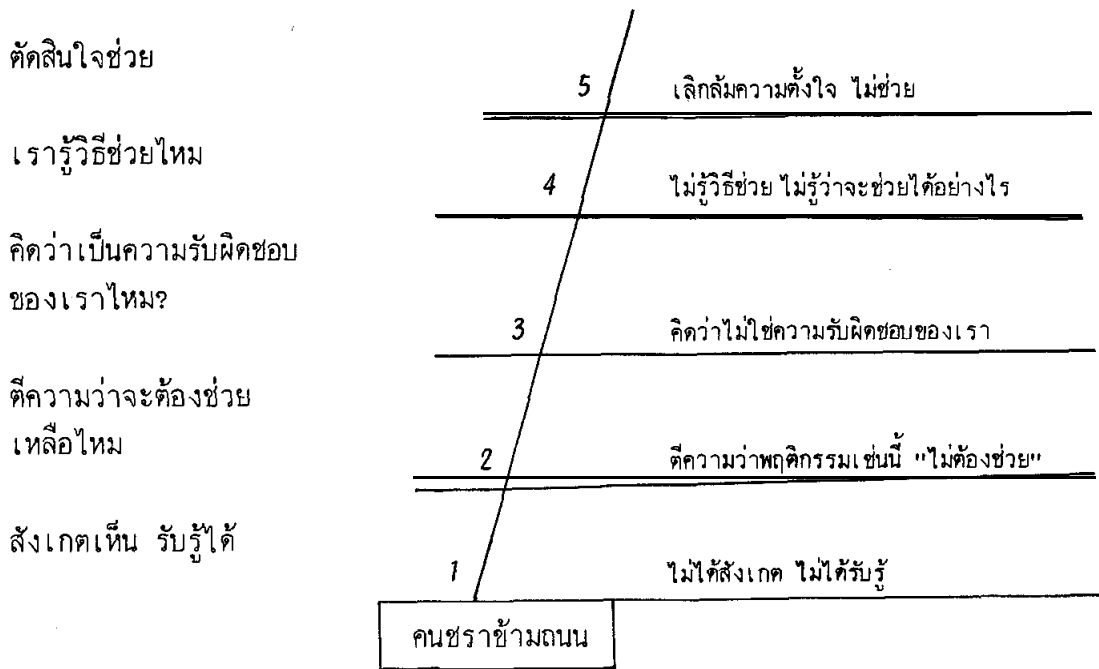 ตัดสินใจช่วย
5 เลิกล้มความตั้งใจ ไม่ช่วย
เรารู้วิธีช่วยไหม
4 ไม่รู้วิธีช่วย ไม่รู้ว่าจะช่วยได้อย่างไร
คิดว่าเป็นความรับผิดชอบ
ของเราไหม?
3 คิดว่าไม่ใช่ความรับผิดชอบของเรา
ตีความว่าจะต้องช่วย
เหลือไหม
2 ตีความว่าพฤติกรรมเช่นนี้ "ไม่ต้องช่วย"
สังเกตเห็น รับรู้ได้
1 ไม่ได้สังเกต ไม่ได้รับรู้
คนชราข้ามถนน